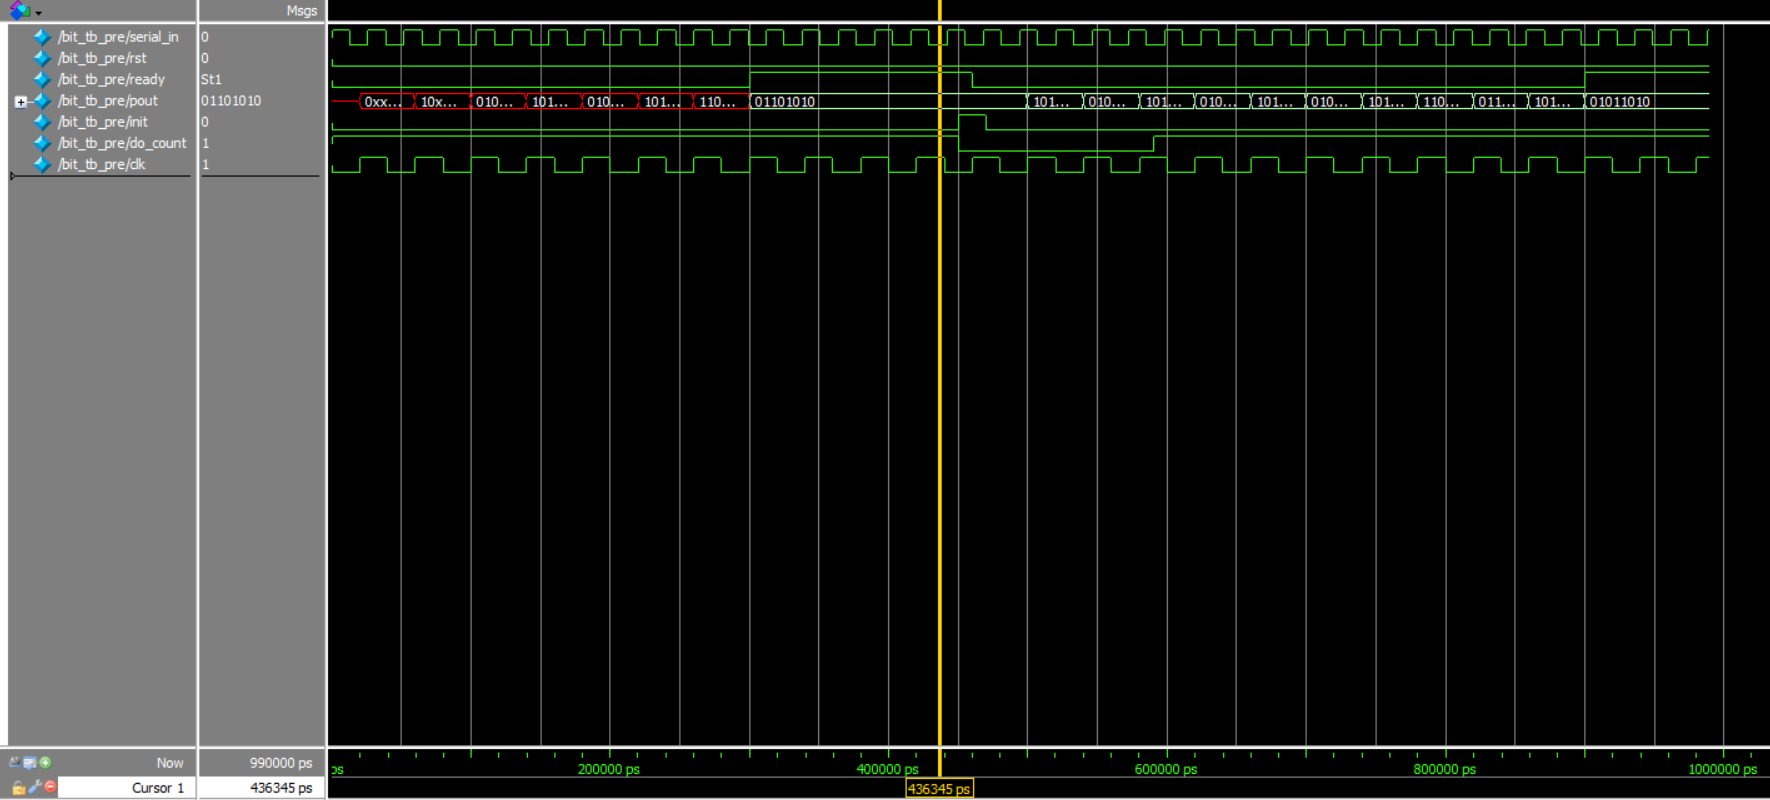 Msgs
/bit_tb_pre/serial_in 0
/bit_tb_pre/rst 0
/bit_tb_pre/ready St1
/bit_tb_pre/pout 01101010 0xx... 10x... 010... 101... 010... 101... 110... 01101010 101... 010... 101... 010... 101... 010... 101... 110... 011... 101... 01011010
/bit_tb_pre/init 0
/bit_tb_pre/do_count 1
/bit_tb_pre/clk 1
Now 990000 ps ps 200000 ps 400000 ps 600000 ps 800000 ps 1000000 ps
Cursor 1 436345 ps 436345 ps